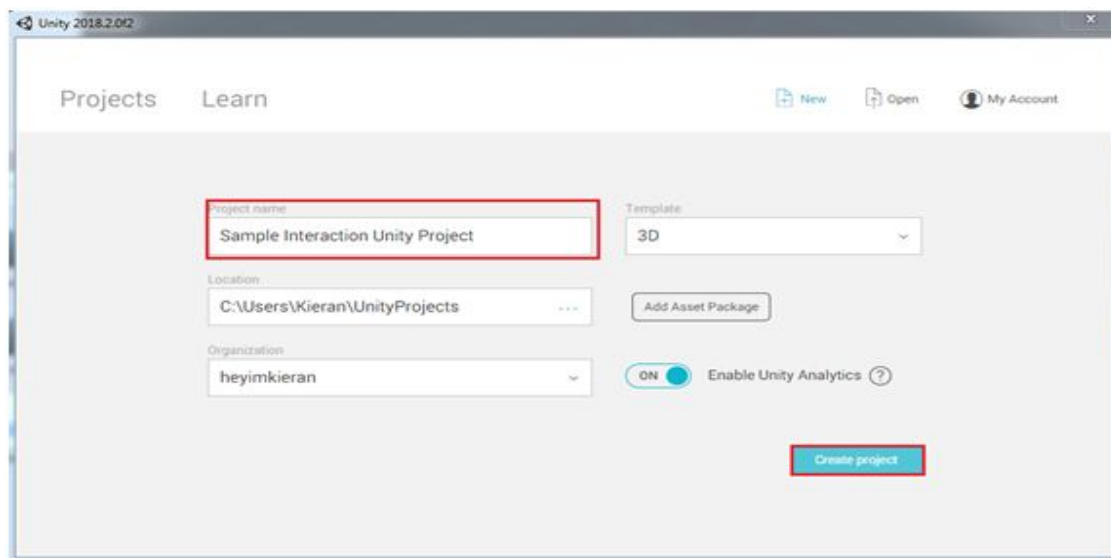 Unity 2018.2.0f2
Projects Learn New Open My Account
Project name Template
Sample Interaction Unity Project 3D
Location
C:\Users\Kieran\UnityProjects ... Add Asset Package
Organization
heyimkieran ON Enable Unity Analytics ?
Create project